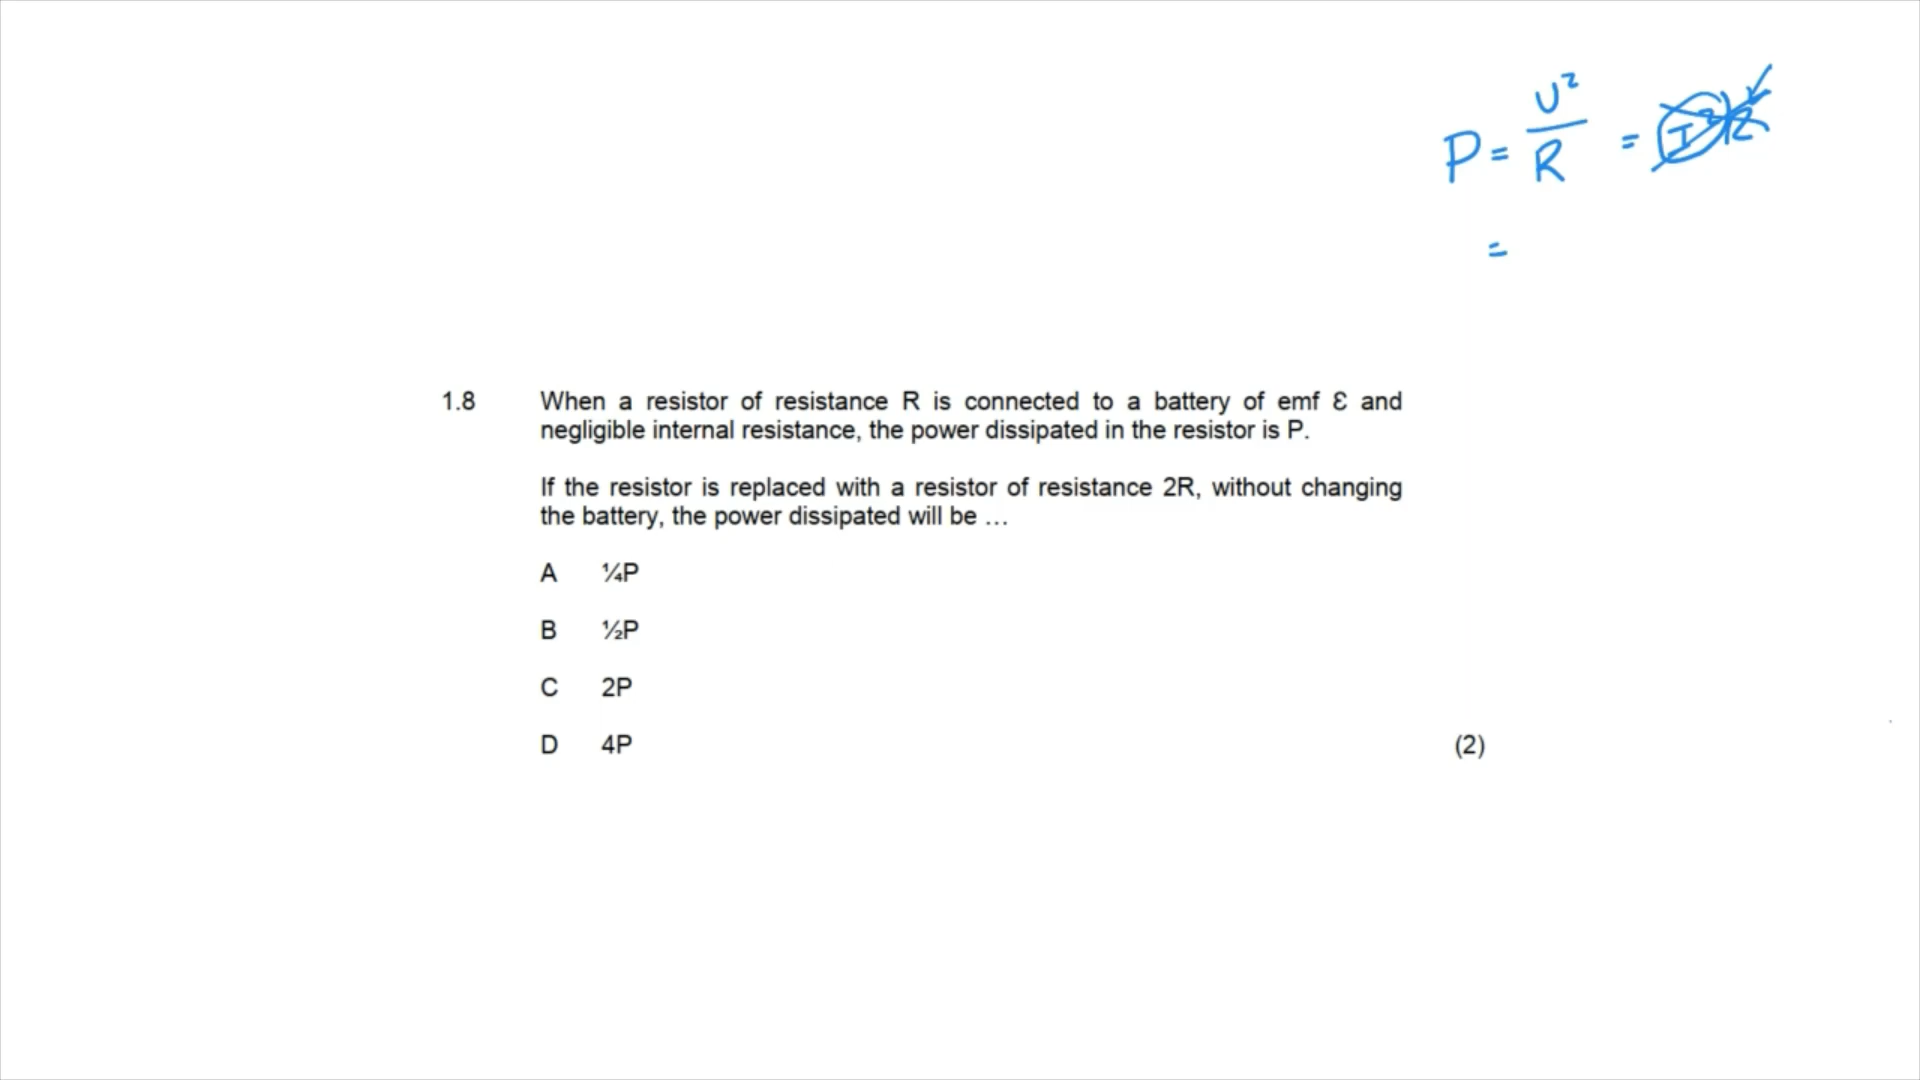 P = V²/R = I²R
=
1.8 When a resistor of resistance R is connected to a battery of emf Ɛ and
negligible internal resistance, the power dissipated in the resistor is P.
If the resistor is replaced with a resistor of resistance 2R, without changing
the battery, the power dissipated will be …
A ¼P
B ½P
C 2P
D 4P (2)